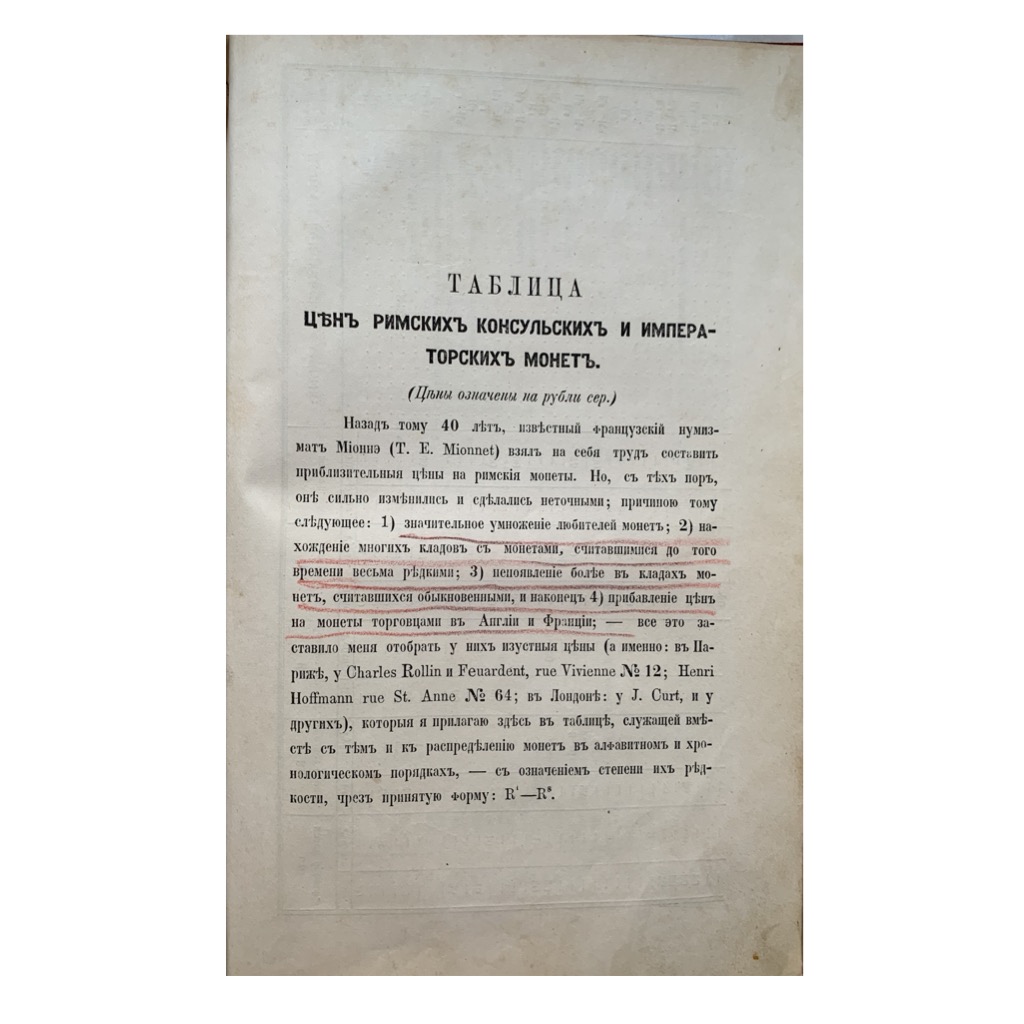 ТАБЛИЦА
ЦѢНЪ РИМСКИХЪ КОНСУЛЬСКИХЪ И ИМПЕРА-
ТОРСКИХЪ МОНЕТЪ.
(Цѣны означены на рубли сер.)
Назадъ тому 40 лѣтъ, извѣстный французскій нумиз-
матъ Міоннэ (T. E. Mionnet) взялъ на себя трудъ составить
приблизительныя цѣны на римскія монеты. Но, съ тѣхъ поръ,
онѣ сильно измѣнились и сдѣлались неточными; причиною тому
слѣдующее: 1) значительное умноженіе любителей монетъ; 2) на-
хожденіе многихъ кладовъ съ монетами, считавшимися до того
времени весьма рѣдкими; 3) непоявленіе болѣе въ кладахъ мо-
нетъ, считавшихся обыкновенными, и наконецъ 4) прибавленіе цѣнъ
на монеты торговцами въ Англіи и Франціи; — все это за-
ставило меня отобрать у нихъ изустныя цѣны (а именно: въ Па-
рижѣ, у Charles Rollin и Feuardent, rue Vivienne № 12; Henri
Hoffmann rue St. Anne № 64; въ Лондонѣ: у J. Curt, и у
другихъ), которыя я прилагаю здѣсь въ таблицѣ, служащей вмѣ-
стѣ съ тѣмъ и къ распредѣленію монетъ въ алфавитномъ и хро-
нологическомъ порядкахъ, — съ означеніемъ степени ихъ рѣд-
кости, чрезъ принятую форму: R¹—R⁸.